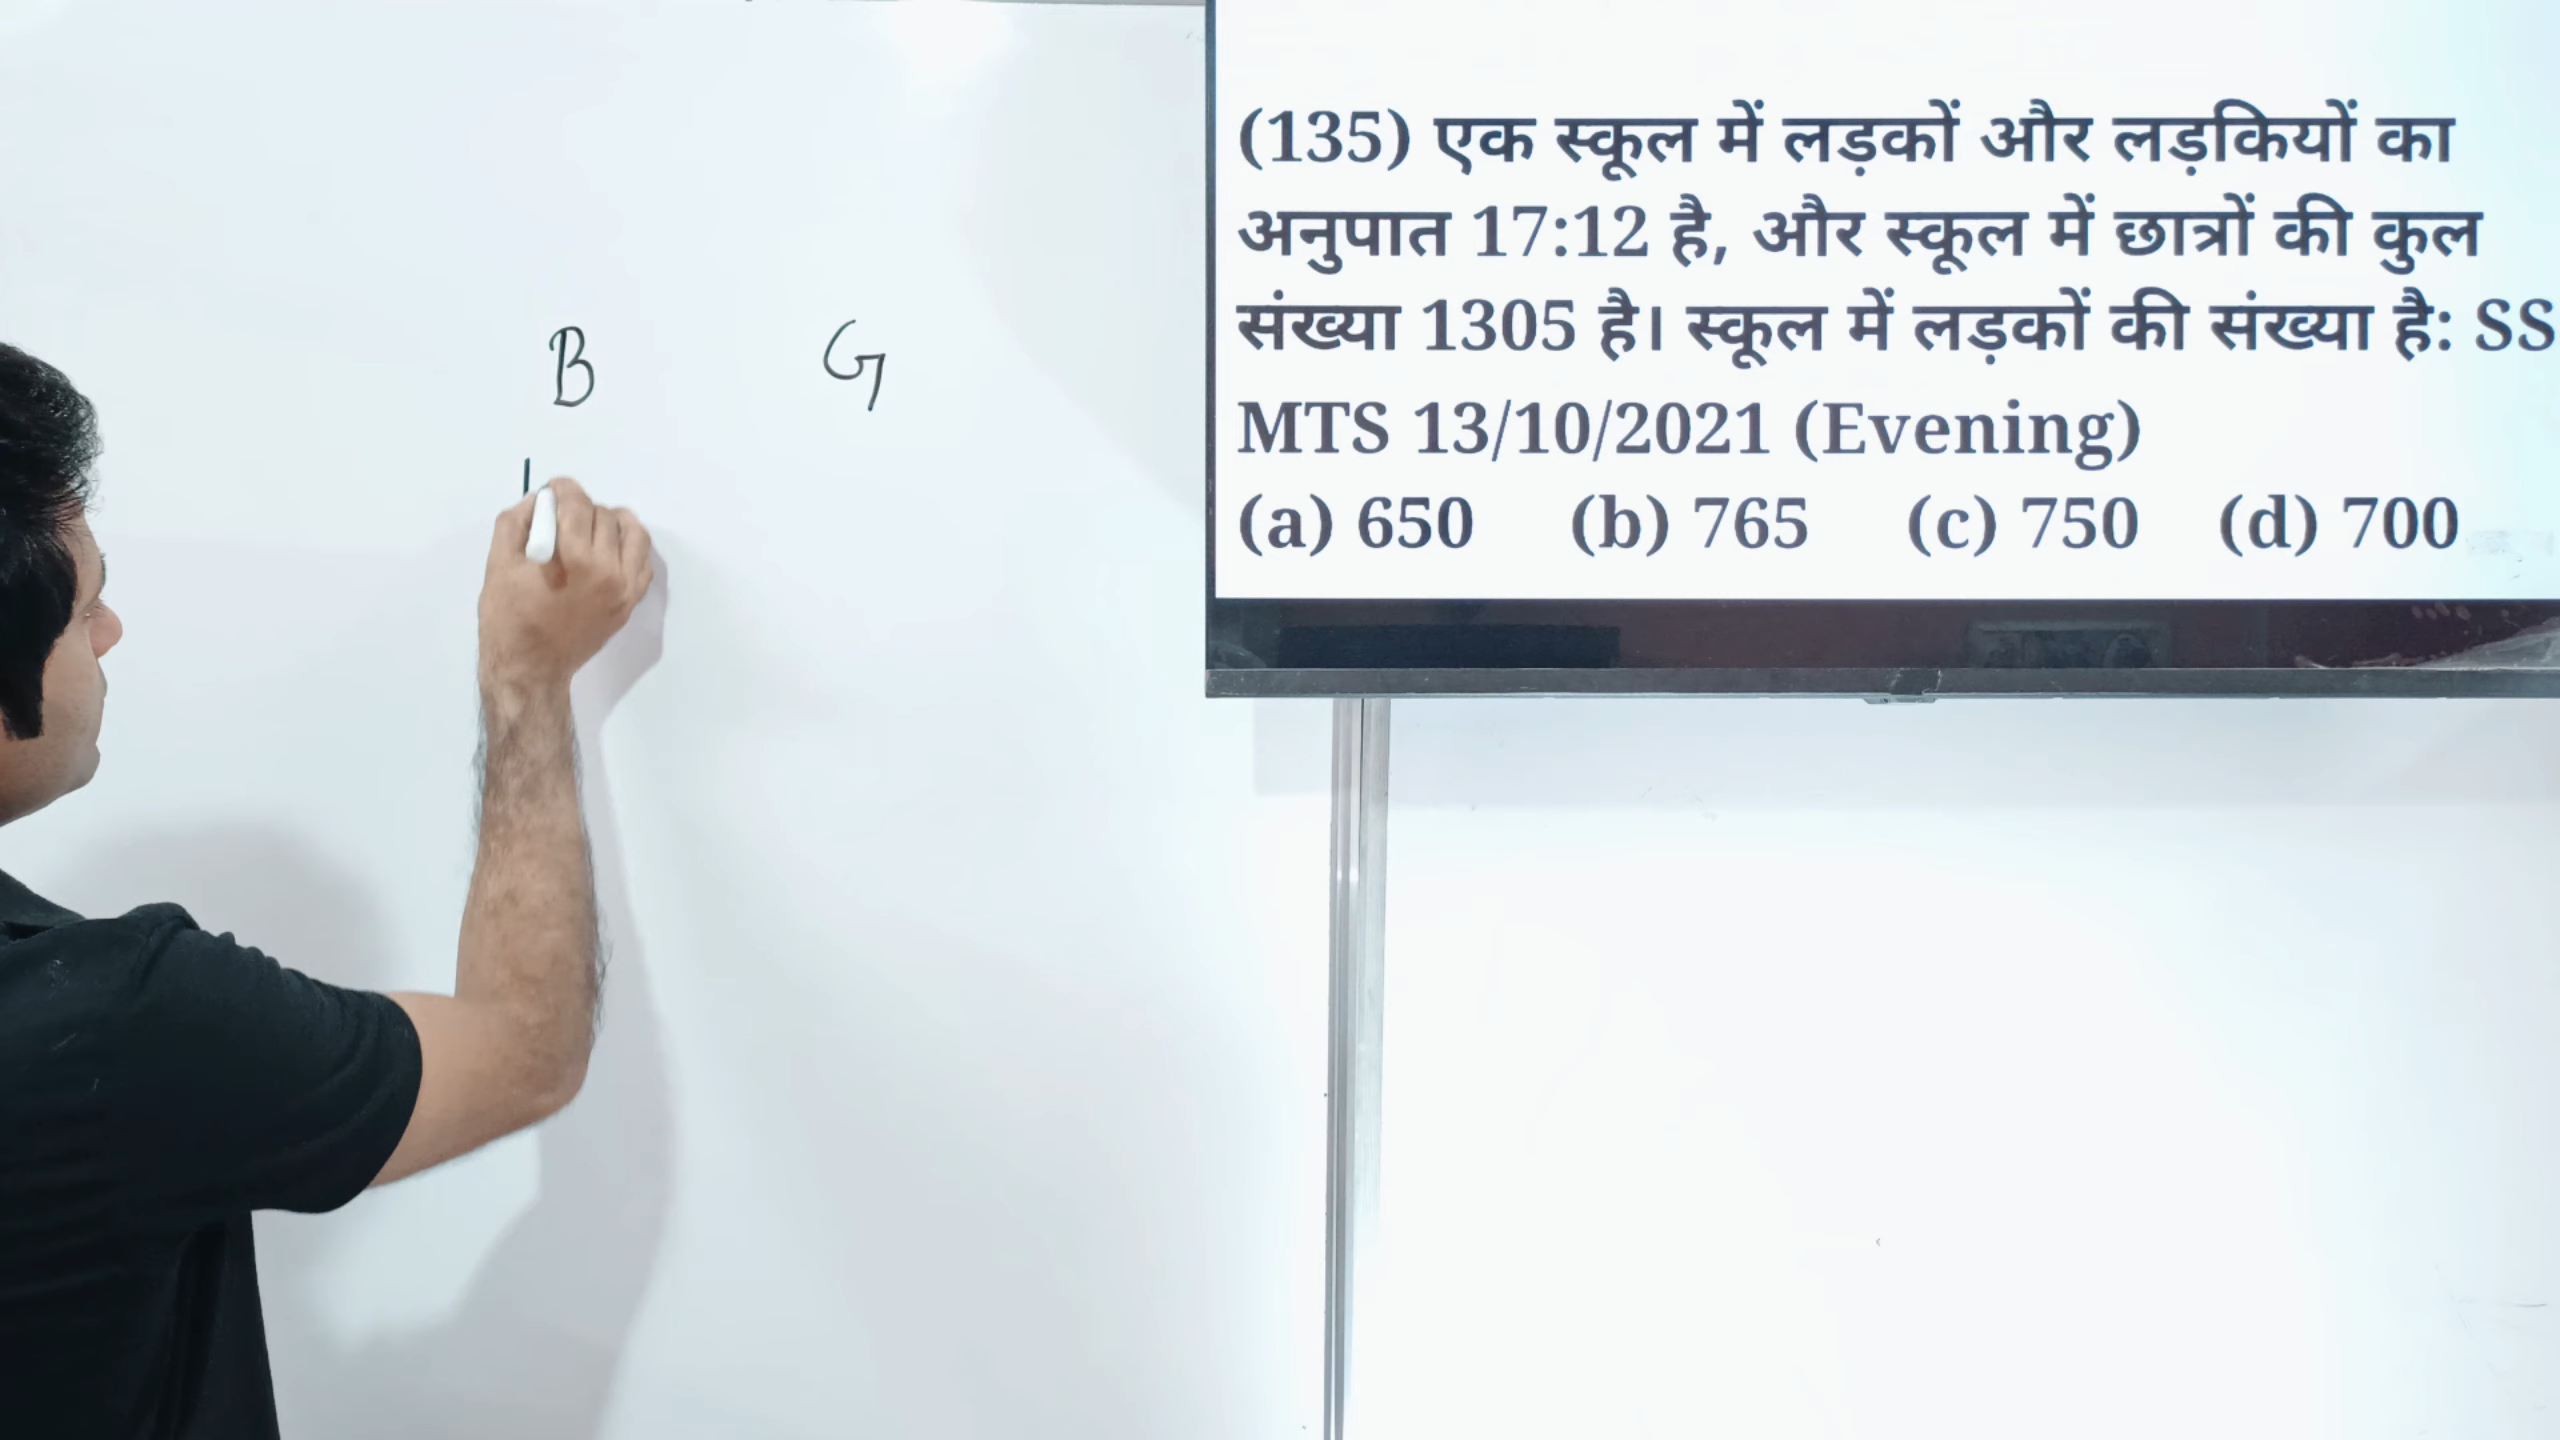 (135) एक स्कूल में लड़कों और लड़कियों का
अनुपात 17:12 है, और स्कूल में छात्रों की कुल
संख्या 1305 है। स्कूल में लड़कों की संख्या है: SS
MTS 13/10/2021 (Evening)
(a) 650 (b) 765 (c) 750 (d) 700
B G
1